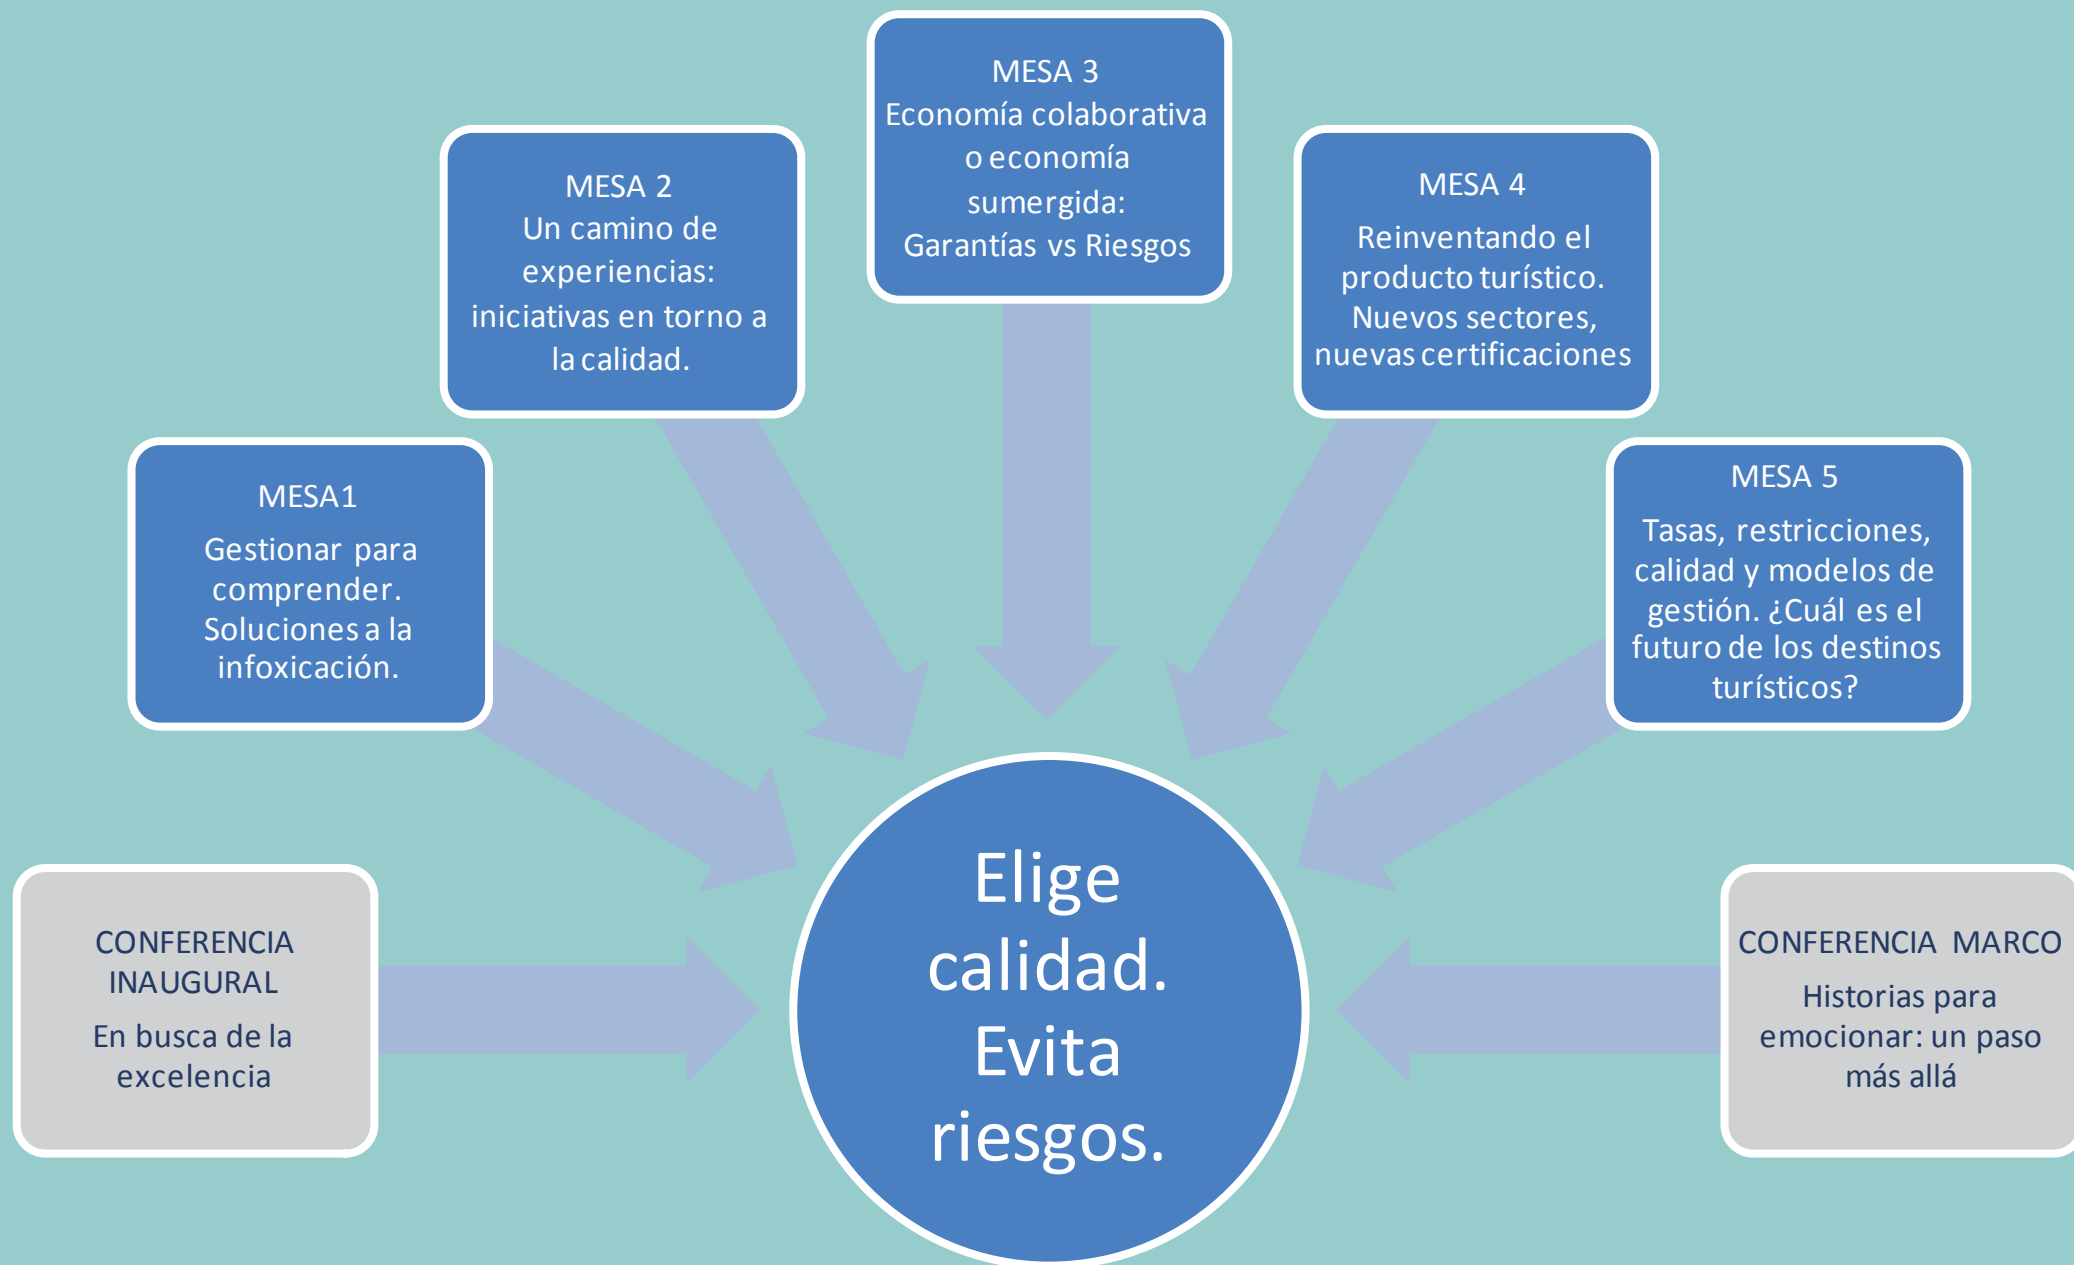 CONFERENCIA
INAUGURAL
En busca de la
excelencia
MESA1
Gestionar para
comprender.
Soluciones a la
infoxicación.
MESA 2
Un camino de
experiencias:
iniciativas en torno a
la calidad.
MESA 3
Economía colaborativa
o economía
sumergida:
Garantías vs Riesgos
MESA 4
Reinventando el
producto turístico.
Nuevos sectores,
nuevas certificaciones
MESA 5
Tasas, restricciones,
calidad y modelos de
gestión. ¿Cuál es el
futuro de los destinos
turísticos?
CONFERENCIA MARCO
Historias para
emocionar: un paso
más allá
Elige
calidad.
Evita
riesgos.